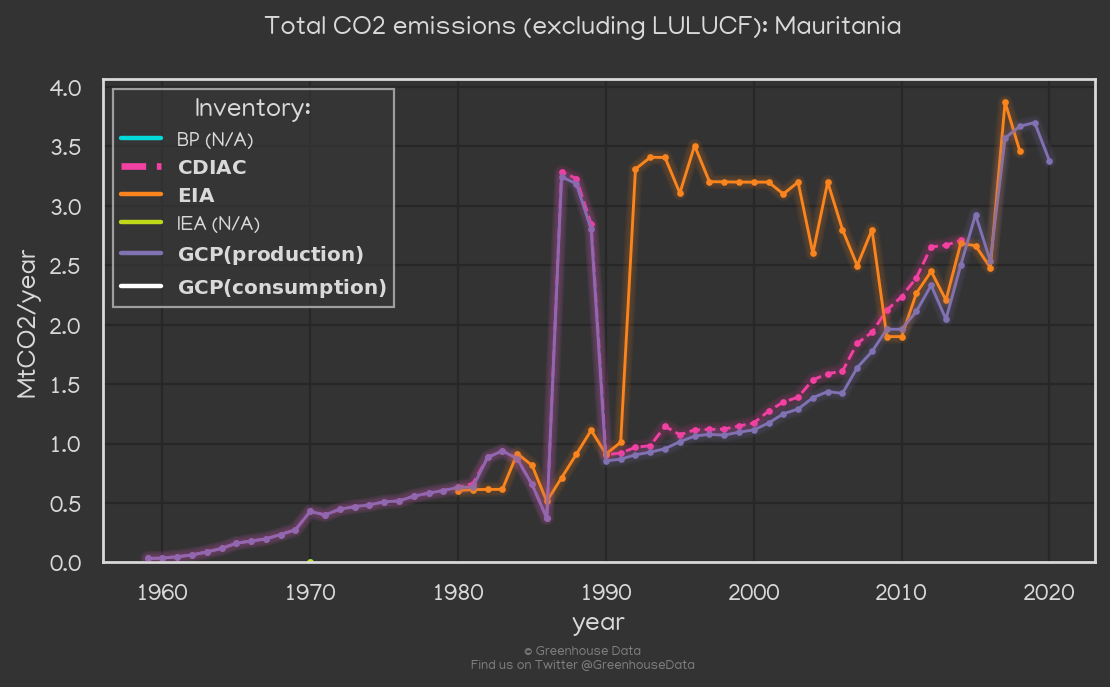 Total CO2 emissions (excluding LULUCF): Mauritania
4.0
3.5
3.0
2.5
2.0
1.5
1.0
0.5
0.0
MtCO2/year
Inventory:
BP (N/A)
CDIAC
EIA
IEA (N/A)
GCP(production)
GCP(consumption)
1960 1970 1980 1990 2000 2010 2020
year
© Greenhouse Data
Find us on Twitter @GreenhouseData